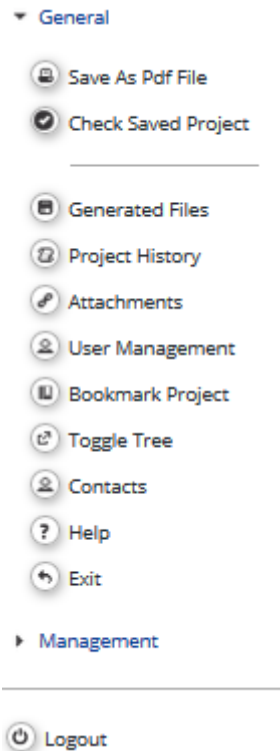 General
Save As Pdf File
Check Saved Project
Generated Files
Project History
Attachments
User Management
Bookmark Project
Toggle Tree
Contacts
? Help
Exit
Management
Logout